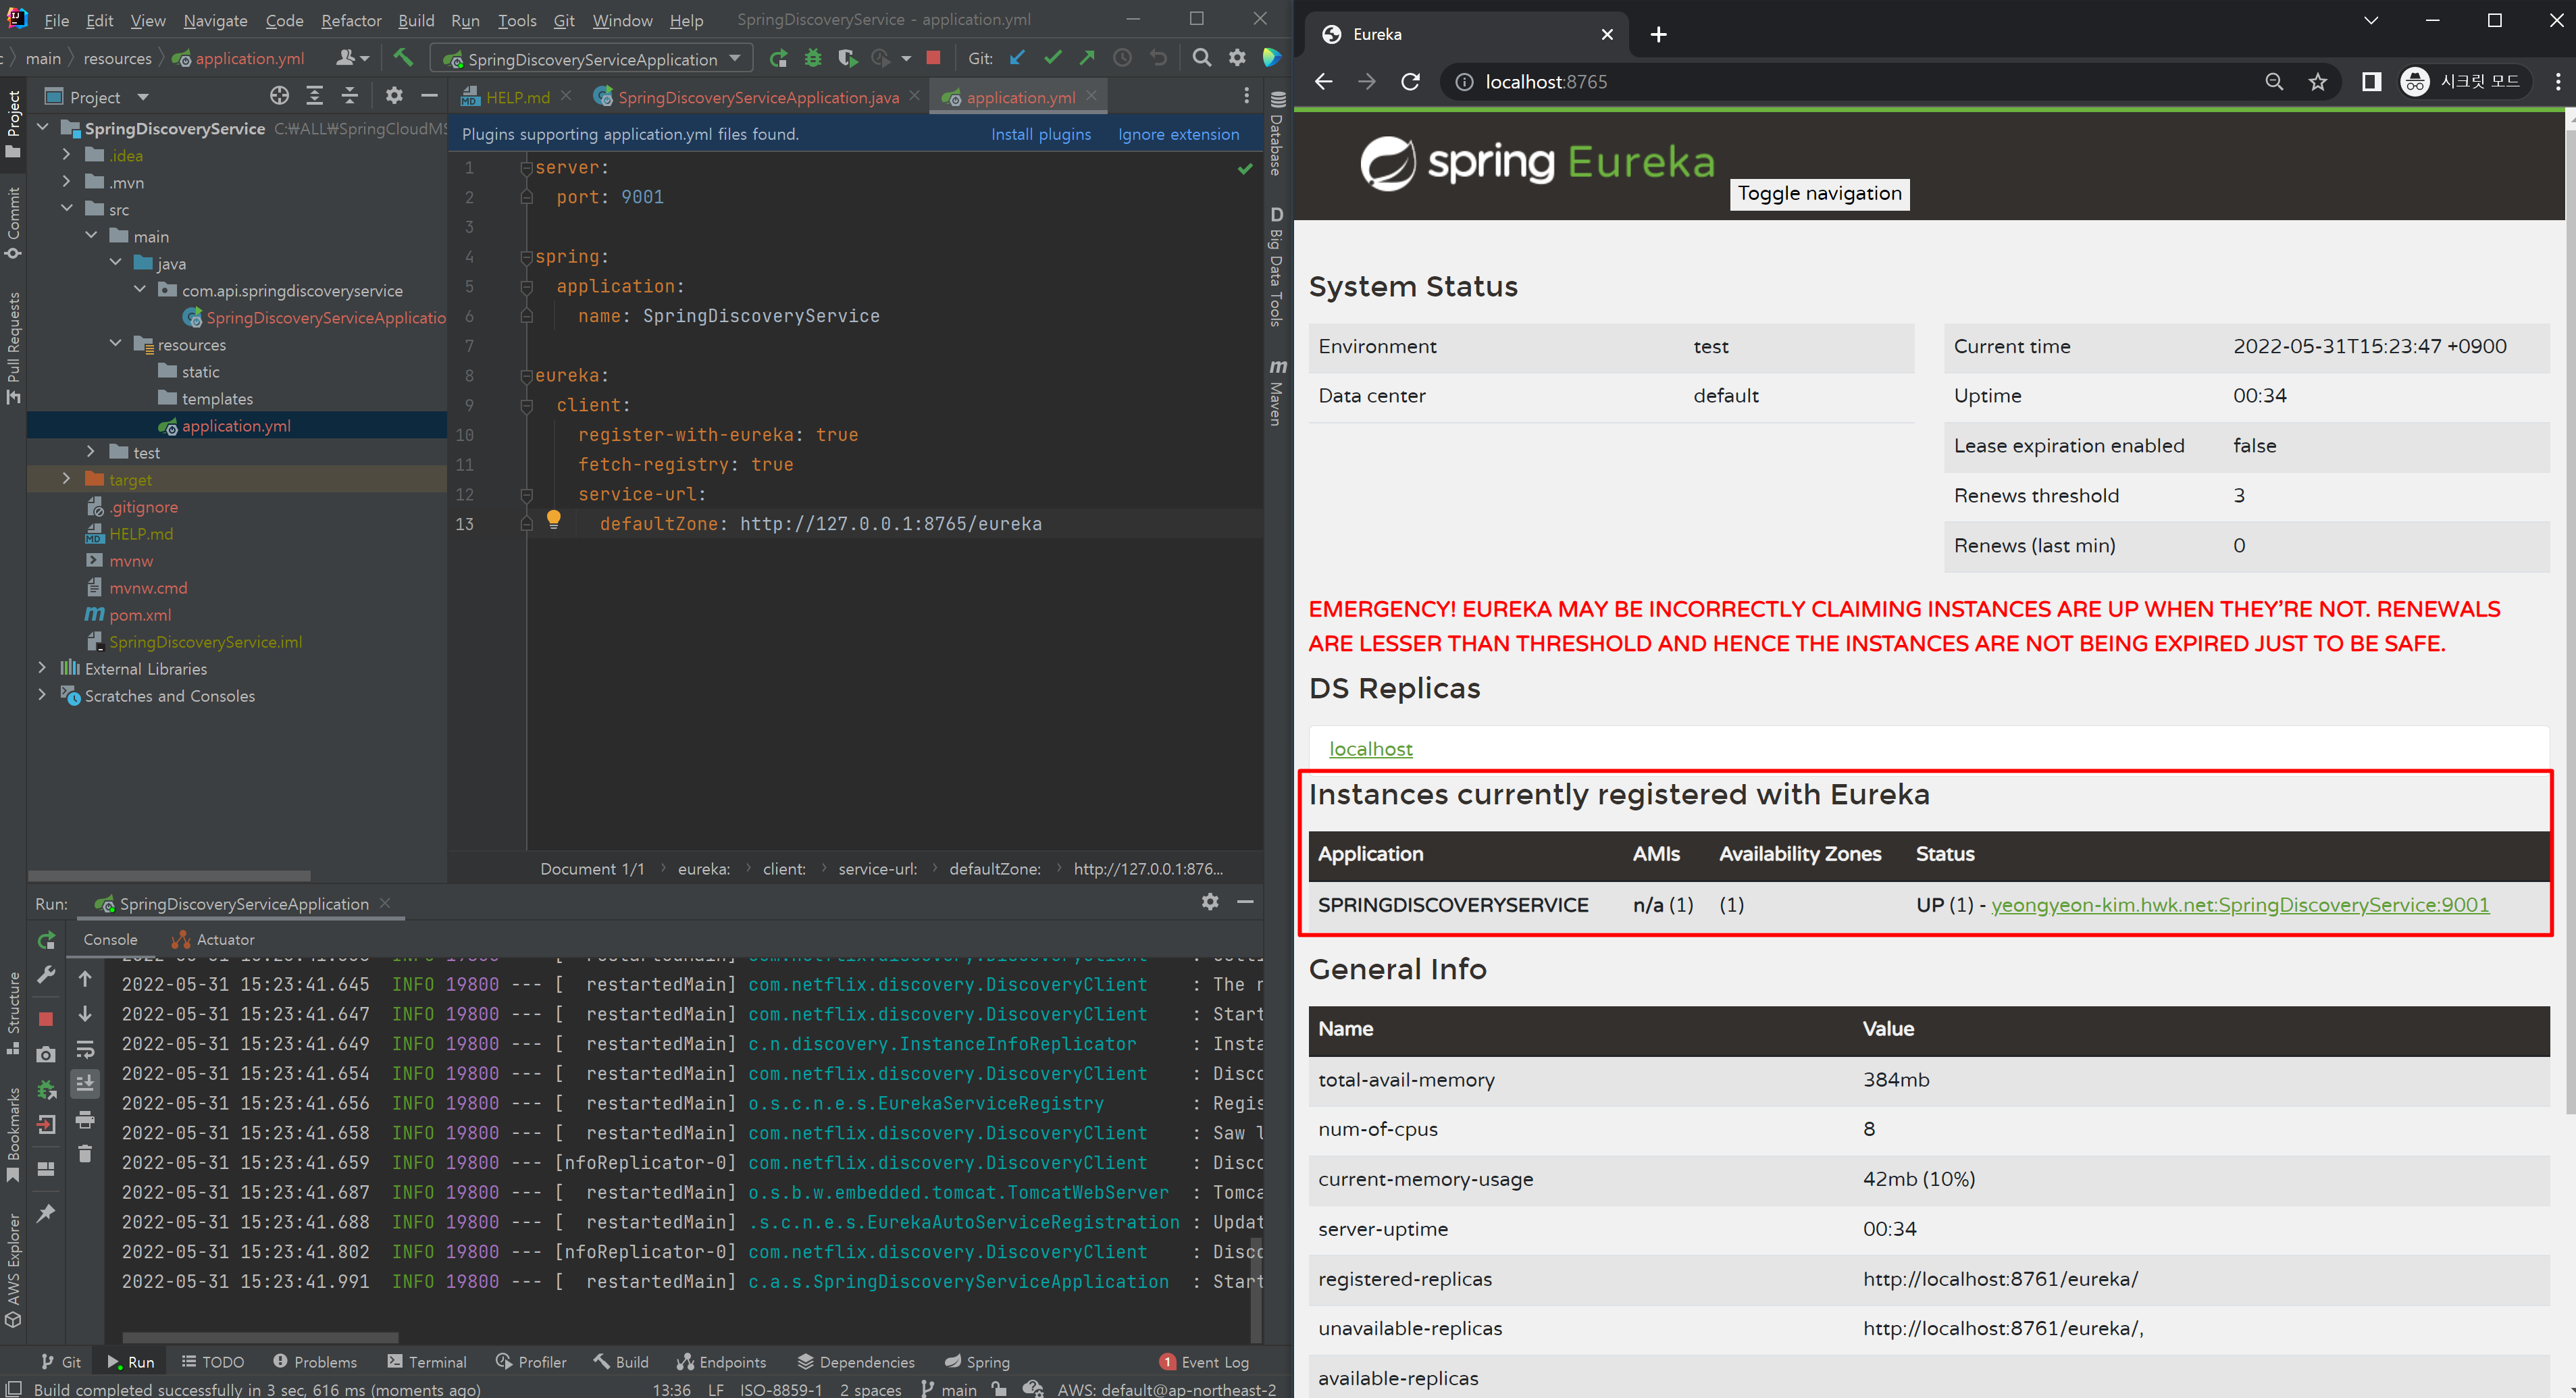 File Edit View Navigate Code Refactor Build Run Tools Git Window Help SpringDiscoveryService - application.yml
main resources application.yml SpringDiscoveryServiceApplication Git:
Project
HELP.md SpringDiscoveryServiceApplication.java application.yml
SpringDiscoveryService C:₩ALL₩SpringCloudMS
.idea
.mvn
src
main
java
com.api.springdiscoveryservice
SpringDiscoveryServiceApplicatio
resources
static
templates
application.yml
test
target
.gitignore
HELP.md
mvnw
mvnw.cmd
pom.xml
SpringDiscoveryService.iml
External Libraries
Scratches and Consoles
Project
Commit
Pull Requests
Structure
Bookmarks
AWS Explorer
Plugins supporting application.yml files found. Install plugins Ignore extension
1 server:
2 port: 9001
3
4 spring:
5 application:
6 name: SpringDiscoveryService
7
8 eureka:
9 client:
10 register-with-eureka: true
11 fetch-registry: true
12 service-url:
13 defaultZone: http://127.0.0.1:8765/eureka
Database
D Big Data Tools
m Maven
Document 1/1 eureka: client: service-url: defaultZone: http://127.0.0.1:876...
Run: SpringDiscoveryServiceApplication
Console Actuator
2022-05-31 15:23:41.645 INFO 19800 --- [ restartedMain] com.netflix.discovery.DiscoveryClient : The r
2022-05-31 15:23:41.647 INFO 19800 --- [ restartedMain] com.netflix.discovery.DiscoveryClient : Start
2022-05-31 15:23:41.649 INFO 19800 --- [ restartedMain] c.n.discovery.InstanceInfoReplicator : Insta
2022-05-31 15:23:41.654 INFO 19800 --- [ restartedMain] com.netflix.discovery.DiscoveryClient : Disco
2022-05-31 15:23:41.656 INFO 19800 --- [ restartedMain] o.s.c.n.e.s.EurekaServiceRegistry : Regis
2022-05-31 15:23:41.658 INFO 19800 --- [ restartedMain] com.netflix.discovery.DiscoveryClient : Saw l
2022-05-31 15:23:41.659 INFO 19800 --- [nfoReplicator-0] com.netflix.discovery.DiscoveryClient : Disco
2022-05-31 15:23:41.687 INFO 19800 --- [ restartedMain] o.s.b.w.embedded.tomcat.TomcatWebServer : Tomca
2022-05-31 15:23:41.688 INFO 19800 --- [ restartedMain] .s.c.n.e.s.EurekaAutoServiceRegistration : Updat
2022-05-31 15:23:41.802 INFO 19800 --- [nfoReplicator-0] com.netflix.discovery.DiscoveryClient : Disco
2022-05-31 15:23:41.991 INFO 19800 --- [ restartedMain] c.a.s.SpringDiscoveryServiceApplication : Start
Git Run TODO Problems Terminal Profiler Build Endpoints Dependencies Spring 1 Event Log
Build completed successfully in 3 sec, 616 ms (moments ago) 13:36 LF ISO-8859-1 2 spaces main AWS: default@ap-northeast-2
Eureka
localhost:8765 시크릿 모드
spring Eureka
Toggle navigation
System Status
Environment test
Data center default
Current time 2022-05-31T15:23:47 +0900
Uptime 00:34
Lease expiration enabled false
Renews threshold 3
Renews (last min) 0
EMERGENCY! EUREKA MAY BE INCORRECTLY CLAIMING INSTANCES ARE UP WHEN THEY'RE NOT. RENEWALS
ARE LESSER THAN THRESHOLD AND HENCE THE INSTANCES ARE NOT BEING EXPIRED JUST TO BE SAFE.
DS Replicas
localhost
Instances currently registered with Eureka
Application AMIs Availability Zones Status
SPRINGDISCOVERYSERVICE n/a (1) (1) UP (1) - yeongyeon-kim.hwk.net:SpringDiscoveryService:9001
General Info
Name Value
total-avail-memory 384mb
num-of-cpus 8
current-memory-usage 42mb (10%)
server-uptime 00:34
registered-replicas http://localhost:8761/eureka/
unavailable-replicas http://localhost:8761/eureka/,
available-replicas